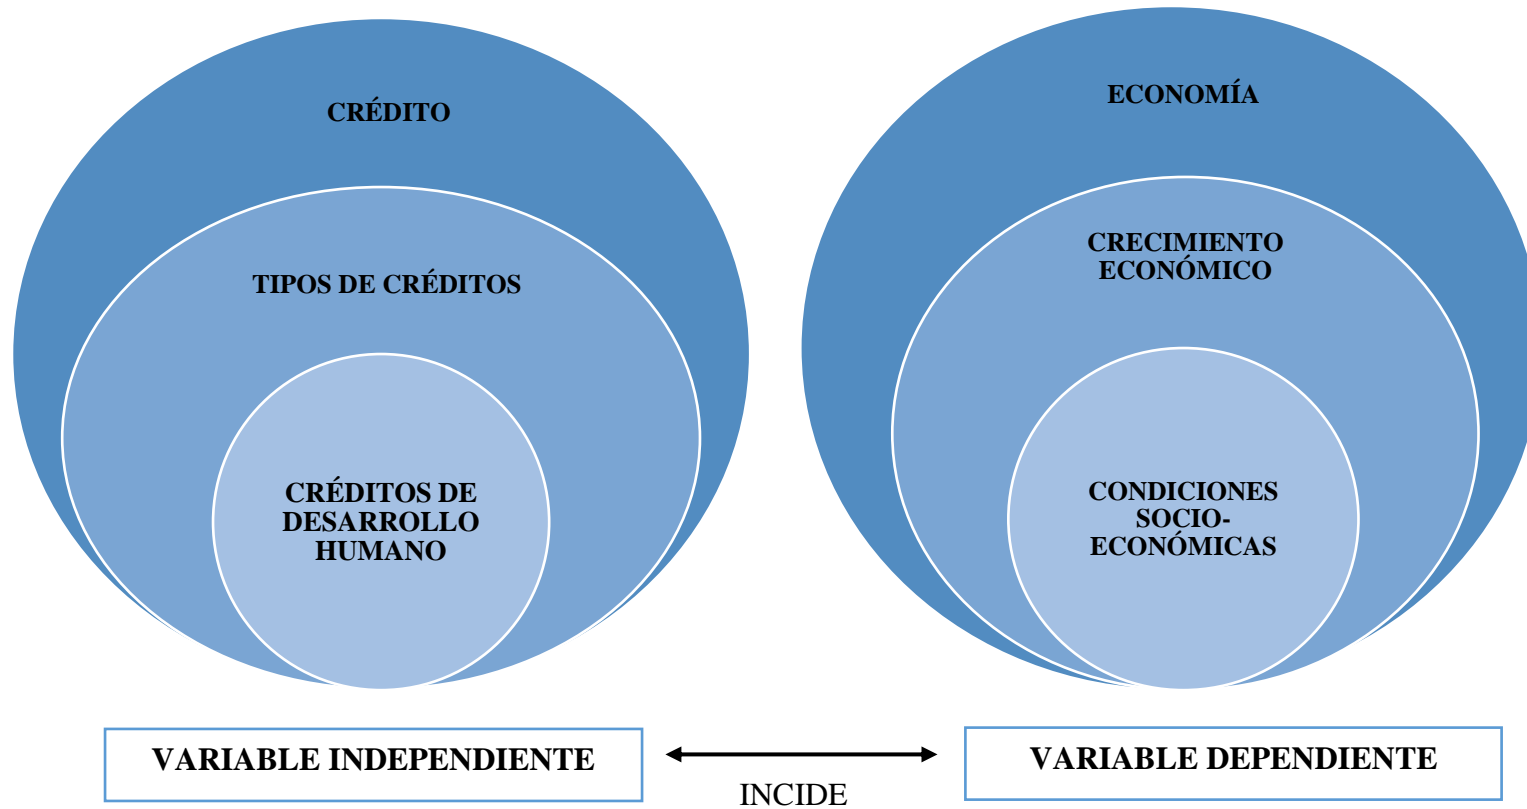 CRÉDITO
TIPOS DE CRÉDITOS
CRÉDITOS DE
DESARROLLO
HUMANO
ECONOMÍA
CRECIMIENTO
ECONÓMICO
CONDICIONES
SOCIO-
ECONÓMICAS
VARIABLE INDEPENDIENTE
INCIDE
VARIABLE DEPENDIENTE